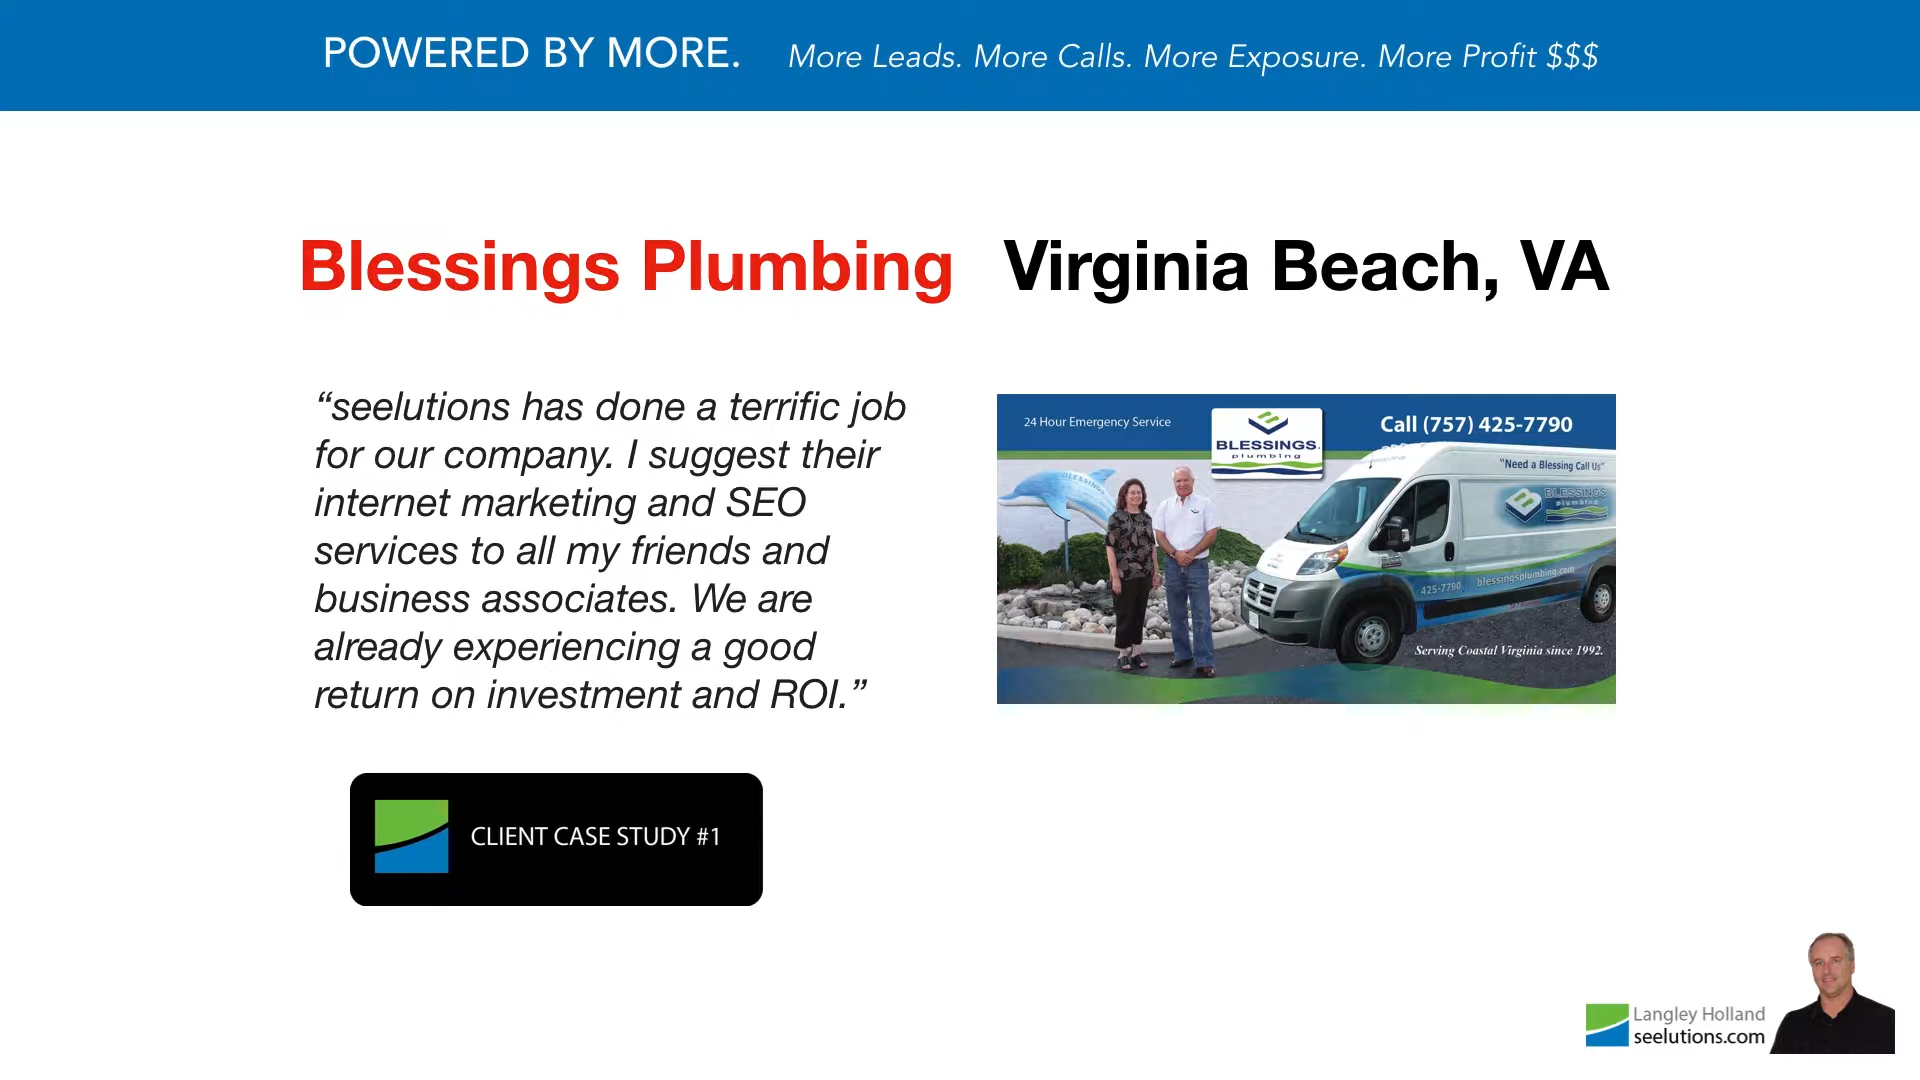 POWERED BY MORE. More Leads. More Calls. More Exposure. More Profit $$$
Blessings Plumbing Virginia Beach, VA
“seelutions has done a terrific job
for our company. I suggest their
internet marketing and SEO
services to all my friends and
business associates. We are
already experiencing a good
return on investment and ROI.”
24 Hour Emergency Service
BLESSINGS
plumbing
Call (757) 425-7790
"Need a Blessing Call Us"
BLESSINGS
BLESSINGS
plumbing
425-7790 blessingsplumbing.com
Serving Coastal Virginia since 1992.
CLIENT CASE STUDY #1
Langley Holland
seelutions.com